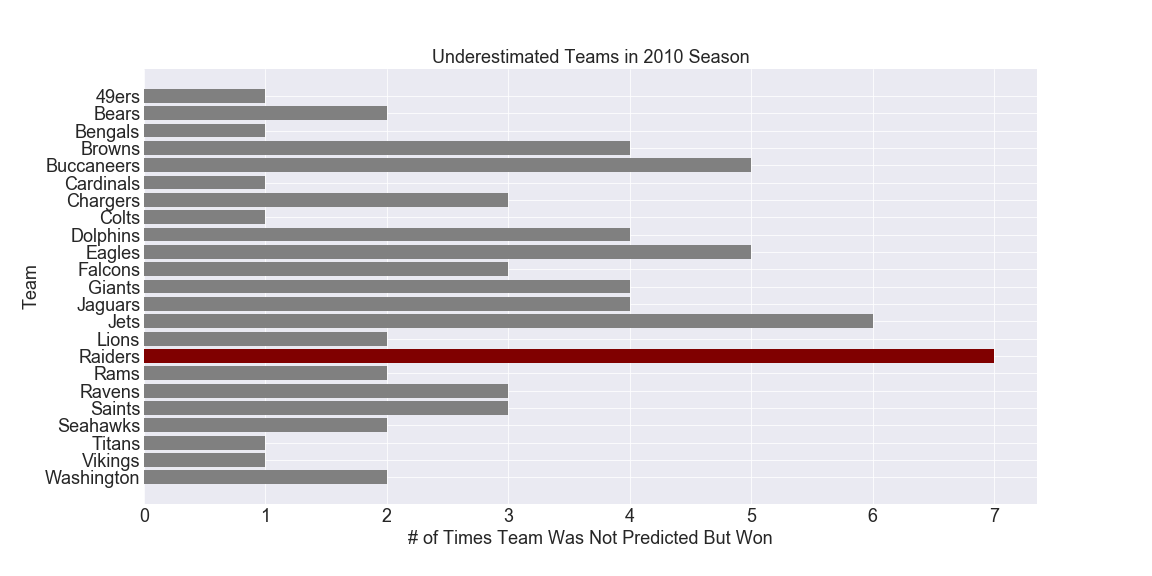 Underestimated Teams in 2010 Season
Team
49ers
Bears
Bengals
Browns
Buccaneers
Cardinals
Chargers
Colts
Dolphins
Eagles
Falcons
Giants
Jaguars
Jets
Lions
Raiders
Rams
Ravens
Saints
Seahawks
Titans
Vikings
Washington
0 1 2 3 4 5 6 7
# of Times Team Was Not Predicted But Won